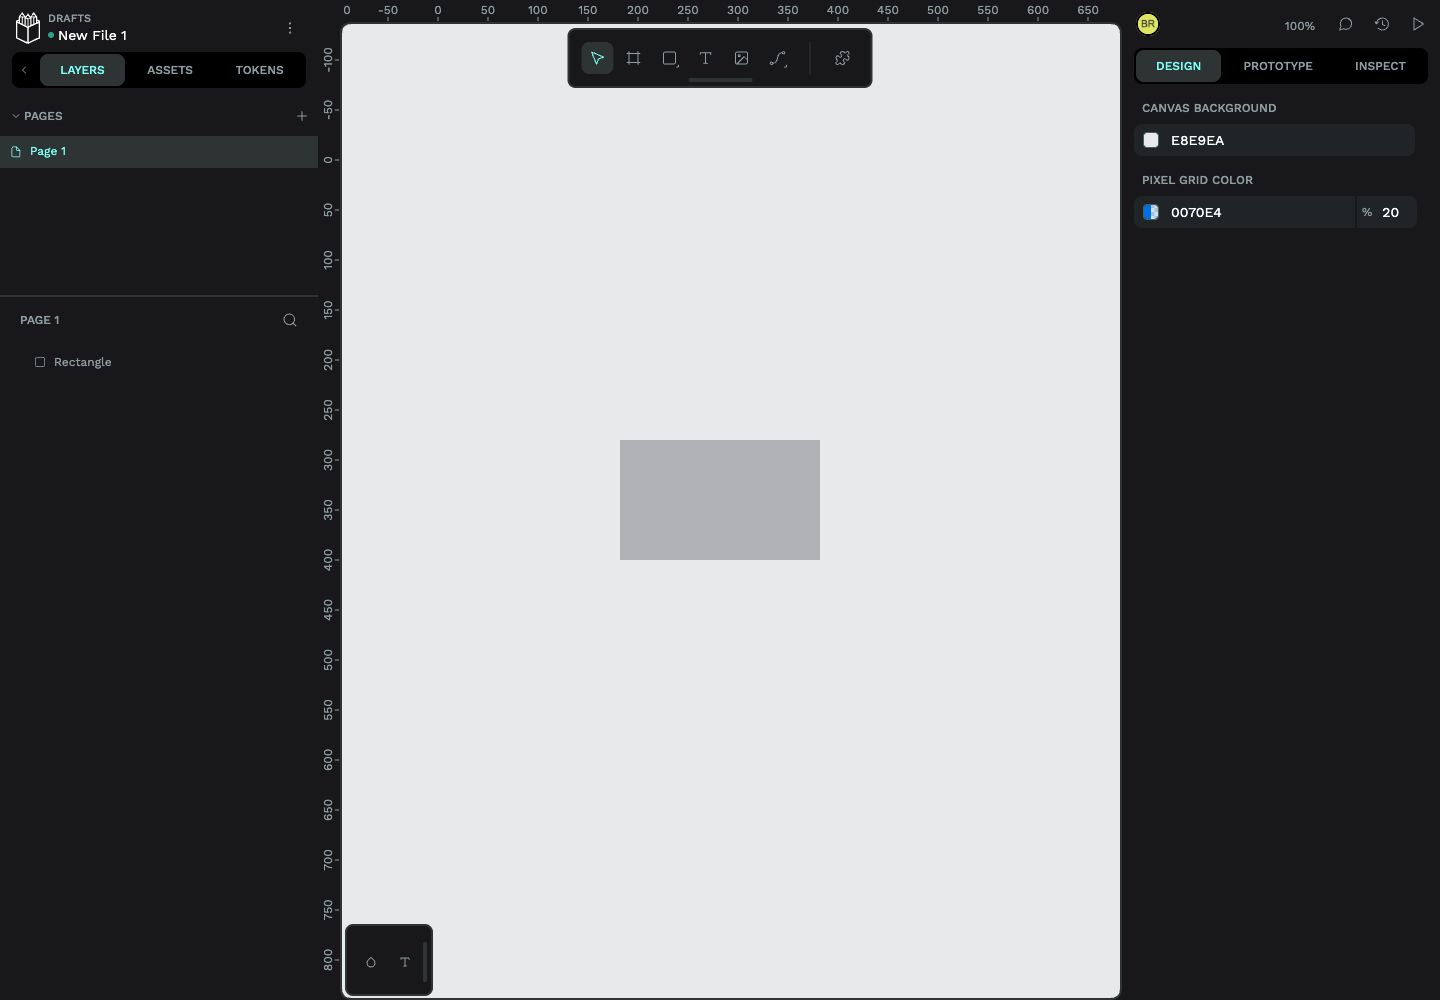 DRAFTS
New File 1
LAYERS ASSETS TOKENS
PAGES
Page 1
PAGE 1
Rectangle
0 -50 0 50 100 150 200 250 300 350 400 450 500 550 600 650
-100
-50
0
50
100
150
200
250
300
350
400
450
500
550
600
650
700
750
800
BR
100%
DESIGN PROTOTYPE INSPECT
CANVAS BACKGROUND
E8E9EA
PIXEL GRID COLOR
0070E4 % 20